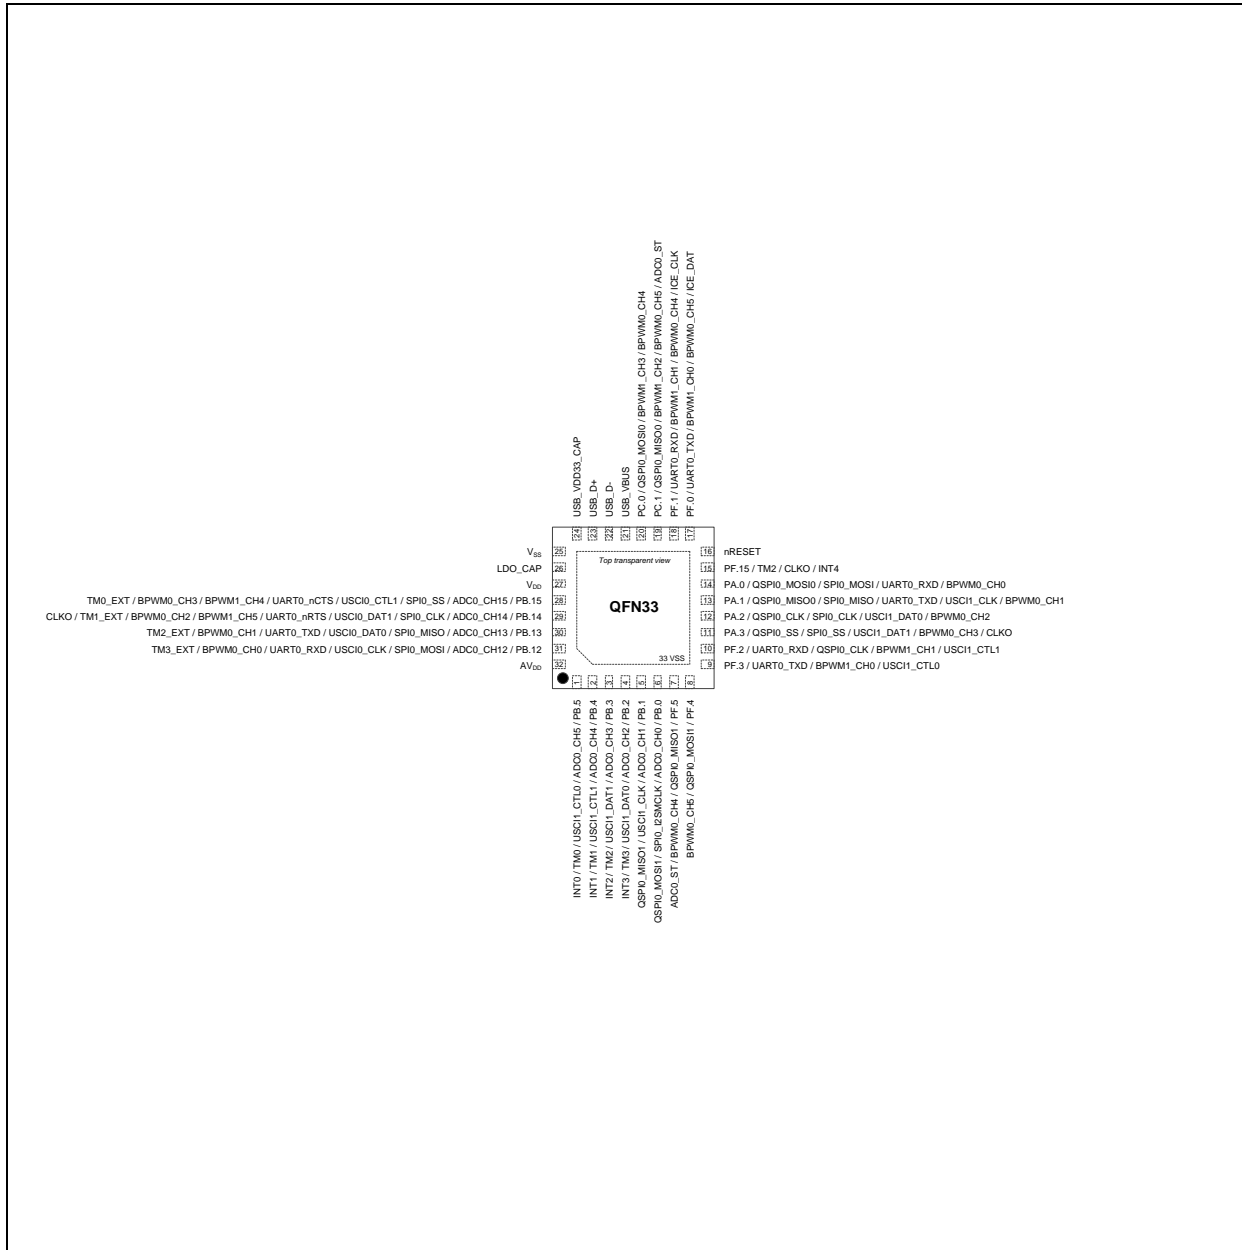 USB_VDD33_CAP
24
USB_D+
23
USB_D-
22
USB_VBUS
21
PC.0 / QSPI0_MOSI0 / BPWM1_CH3 / BPWM0_CH4
20
PC.1 / QSPI0_MISO0 / BPWM1_CH2 / BPWM0_CH5 / ADC0_ST
19
PF.1 / UART0_RXD / BPWM1_CH1 / BPWM0_CH4 / ICE_CLK
18
PF.0 / UART0_TXD / BPWM1_CH0 / BPWM0_CH5 / ICE_DAT
17
VSS 25
LDO_CAP 26
VDD 27
TM0_EXT / BPWM0_CH3 / BPWM1_CH4 / UART0_nCTS / USCI0_CTL1 / SPI0_SS / ADC0_CH15 / PB.15 28
CLKO / TM1_EXT / BPWM0_CH2 / BPWM1_CH5 / UART0_nRTS / USCI0_DAT1 / SPI0_CLK / ADC0_CH14 / PB.14 29
TM2_EXT / BPWM0_CH1 / UART0_TXD / USCI0_DAT0 / SPI0_MISO / ADC0_CH13 / PB.13 30
TM3_EXT / BPWM0_CH0 / UART0_RXD / USCI0_CLK / SPI0_MOSI / ADC0_CH12 / PB.12 31
AVDD 32
Top transparent view
QFN33
33 VSS
16 nRESET
15 PF.15 / TM2 / CLKO / INT4
14 PA.0 / QSPI0_MOSI0 / SPI0_MOSI / UART0_RXD / BPWM0_CH0
13 PA.1 / QSPI0_MISO0 / SPI0_MISO / UART0_TXD / USCI1_CLK / BPWM0_CH1
12 PA.2 / QSPI0_CLK / SPI0_CLK / USCI1_DAT0 / BPWM0_CH2
11 PA.3 / QSPI0_SS / SPI0_SS / USCI1_DAT1 / BPWM0_CH3 / CLKO
10 PF.2 / UART0_RXD / QSPI0_CLK / BPWM1_CH1 / USCI1_CTL1
9 PF.3 / UART0_TXD / BPWM1_CH0 / USCI1_CTL0
1
INT0 / TM0 / USCI1_CTL0 / ADC0_CH5 / PB.5
2
INT1 / TM1 / USCI1_CTL1 / ADC0_CH4 / PB.4
3
INT2 / TM2 / USCI1_DAT1 / ADC0_CH3 / PB.3
4
INT3 / TM3 / USCI1_DAT0 / ADC0_CH2 / PB.2
5
QSPI0_MISO1 / USCI1_CLK / ADC0_CH1 / PB.1
6
QSPI0_MOSI1 / SPI0_I2SMCLK / ADC0_CH0 / PB.0
7
ADC0_ST / BPWM0_CH4 / QSPI0_MISO1 / PF.5
8
BPWM0_CH5 / QSPI0_MOSI1 / PF.4